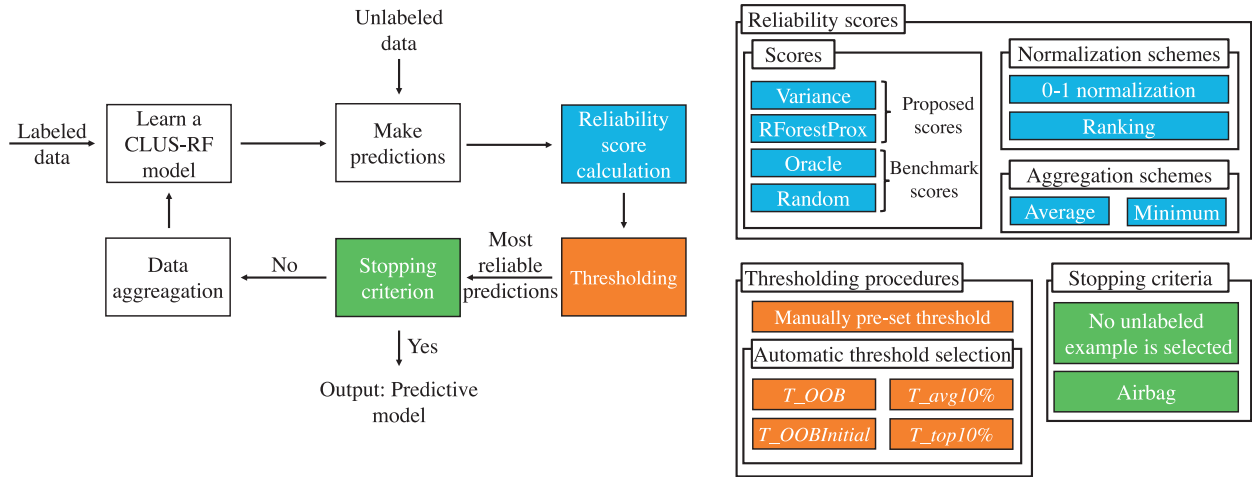 Unlabeled
data
Labeled
data
Learn a
CLUS-RF
model
Make
predictions
Reliability
score
calculation
Data
aggreagation
No
Stopping
criterion
Most
reliable
predictions
Thresholding
Yes
Output: Predictive
model
Reliability scores
Scores
Variance
RForestProx
Proposed
scores
Oracle
Random
Benchmark
scores
Normalization schemes
0-1 normalization
Ranking
Aggregation schemes
Average
Minimum
Thresholding procedures
Manually pre-set threshold
Automatic threshold selection
T_OOB
T_avg10%
T_OOBInitial
T_top10%
Stopping criteria
No unlabeled
example is selected
Airbag